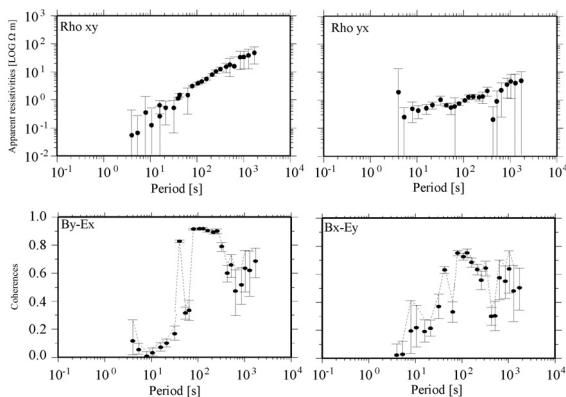 Rho xy
Rho yx
Apparent resistivities [LOG Ω m]
10^3
10^2
10^1
10^0
10^-1
10^-2
10^-1 10^0 10^1 10^2 10^3 10^4
Period [s]
10^-1 10^0 10^1 10^2 10^3 10^4
Period [s]
By-Ex
Bx-Ey
Coherences
1.0
0.8
0.6
0.4
0.2
0.0
10^-1 10^0 10^1 10^2 10^3 10^4
Period [s]
10^-1 10^0 10^1 10^2 10^3 10^4
Period [s]